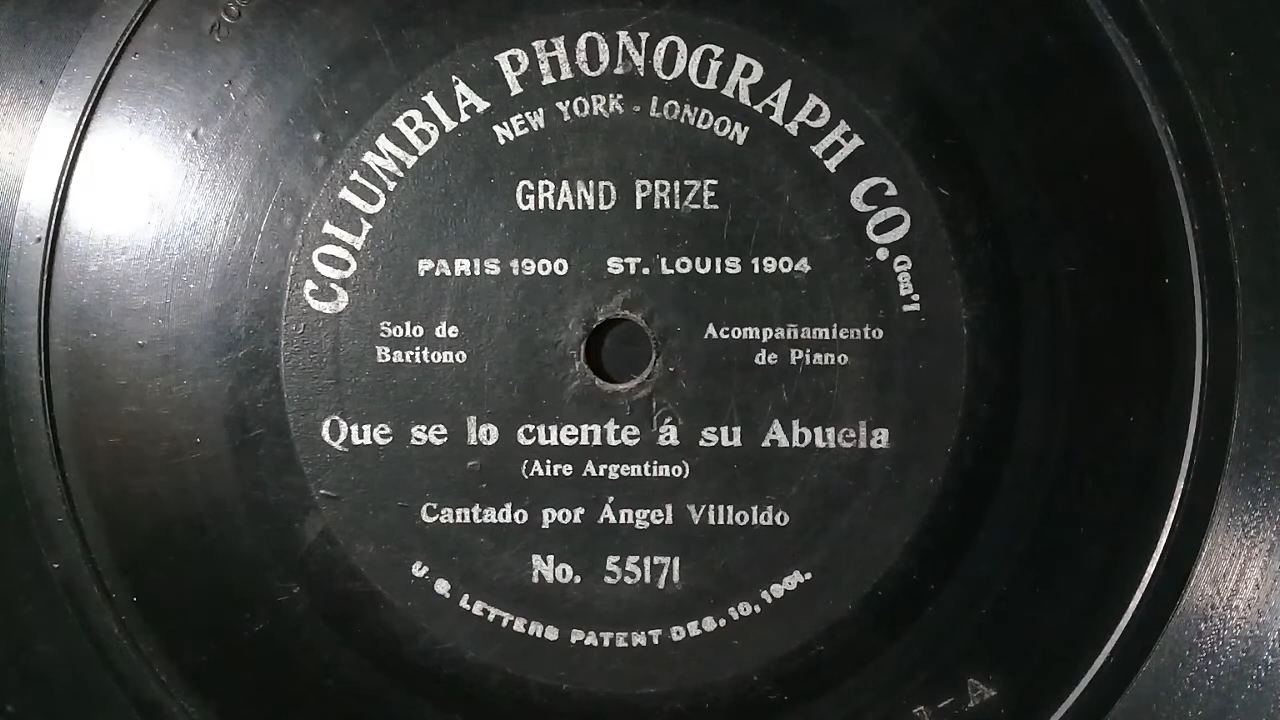 COLUMBIA PHONOGRAPH CO. Gen'l
NEW YORK - LONDON
GRAND PRIZE
PARIS 1900 ST. LOUIS 1904
Solo de
Baritono
Acompañamiento
de Piano
Que se lo cuente á su Abuela
(Aire Argentino)
Cantado por Ángel Villoldo
No. 55171
U. S. LETTERS PATENT DEC. 10, 1901.